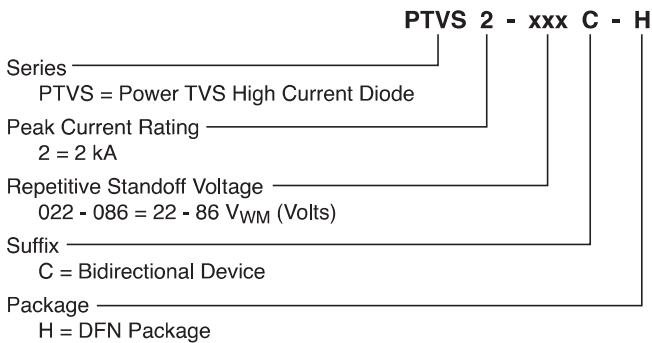 PTVS 2 - xxx C - H
Series
PTVS = Power TVS High Current Diode
Peak Current Rating
2 = 2 kA
Repetitive Standoff Voltage
022 - 086 = 22 - 86 VWM (Volts)
Suffix
C = Bidirectional Device
Package
H = DFN Package